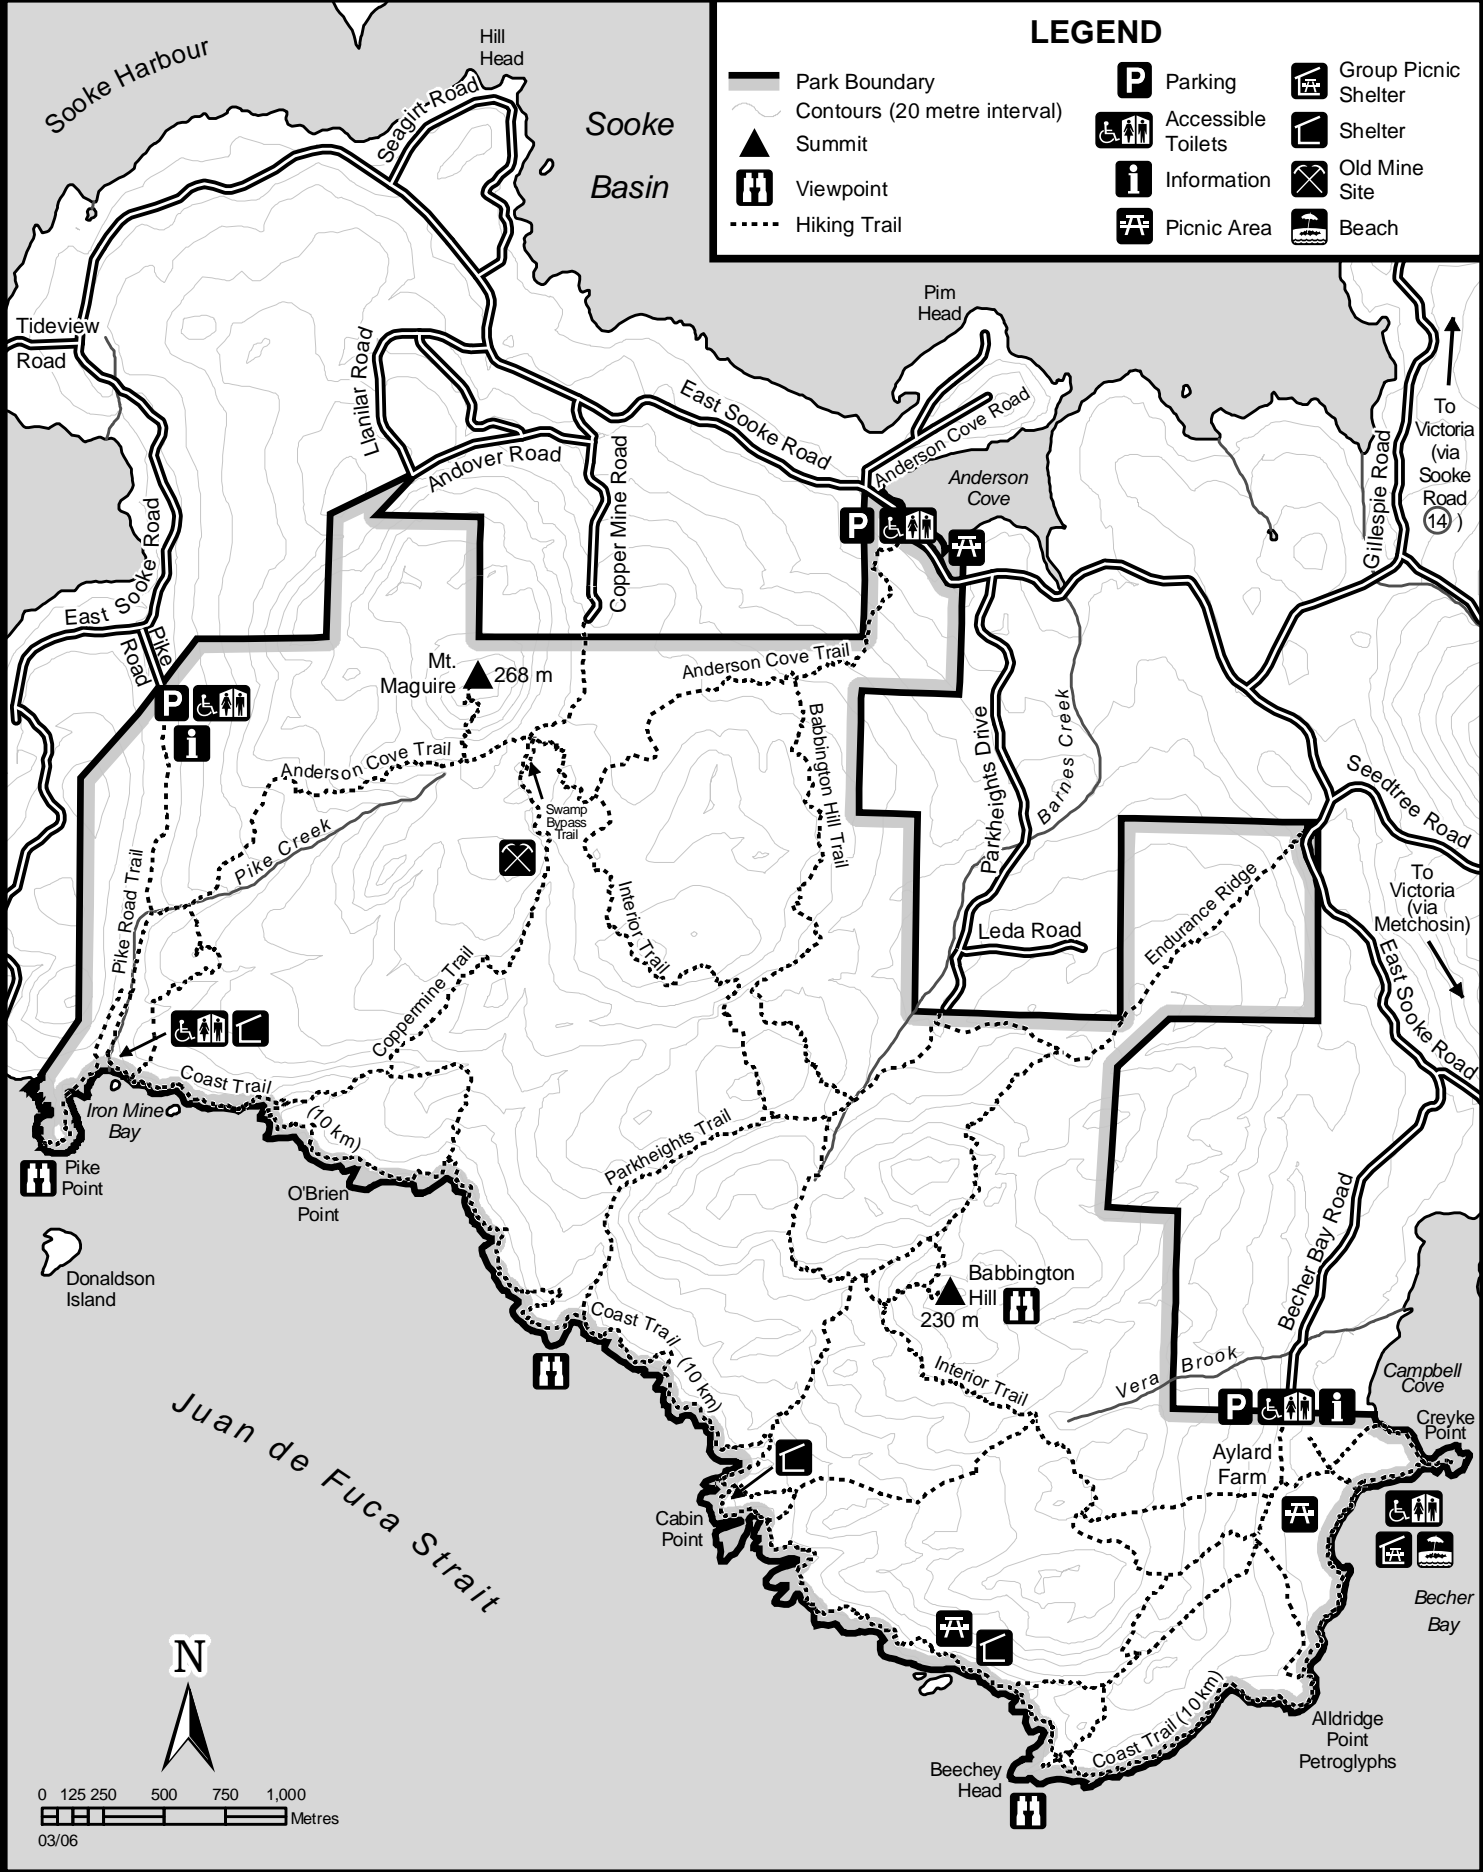 LEGEND
Park Boundary
Contours (20 metre interval)
Summit
Viewpoint
Hiking Trail
P Parking
Accessible
Toilets
i Information
Picnic Area
Group Picnic
Shelter
Shelter
Old Mine
Site
Beach
Sooke Harbour
Hill
Head
Seagirt Road
Sooke
Basin
Pim
Head
Tideview
Road
Llanilar Road
East Sooke Road
Anderson Cove Road
Andover Road
Copper Mine Road
Anderson
Cove
Gillespie Road
To
Victoria
(via
Sooke
Road
14 )
P
East Sooke Road
Pike
Road
P
i
Mt.
Maguire
268 m
Anderson Cove Trail
Anderson Cove Trail
Babbington Hill Trail
Parkheights Drive
Barnes Creek
Seedtree Road
To
Victoria
(via
Metchosin)
East Sooke Road
Swamp
Bypass
Trail
Pike Creek
Pike Road Trail
Interior Trail
Coppermine Trail
Leda Road
Endurance Ridge
Coast Trail
(10 km)
Iron Mine
Bay
Pike
Point
O'Brien
Point
Donaldson
Island
Parkheights Trail
Babbington
Hill
230 m
Becher Bay Road
Coast Trail (10 km)
Interior Trail
Vera Brook
Campbell
Cove
Creyke
Point
P
i
Aylard
Farm
Juan de Fuca Strait
Cabin
Point
Becher
Bay
Coast Trail (10 km)
Alldridge
Point
Petroglyphs
Beechey
Head
N
0 125 250 500 750 1,000
Metres
03/06